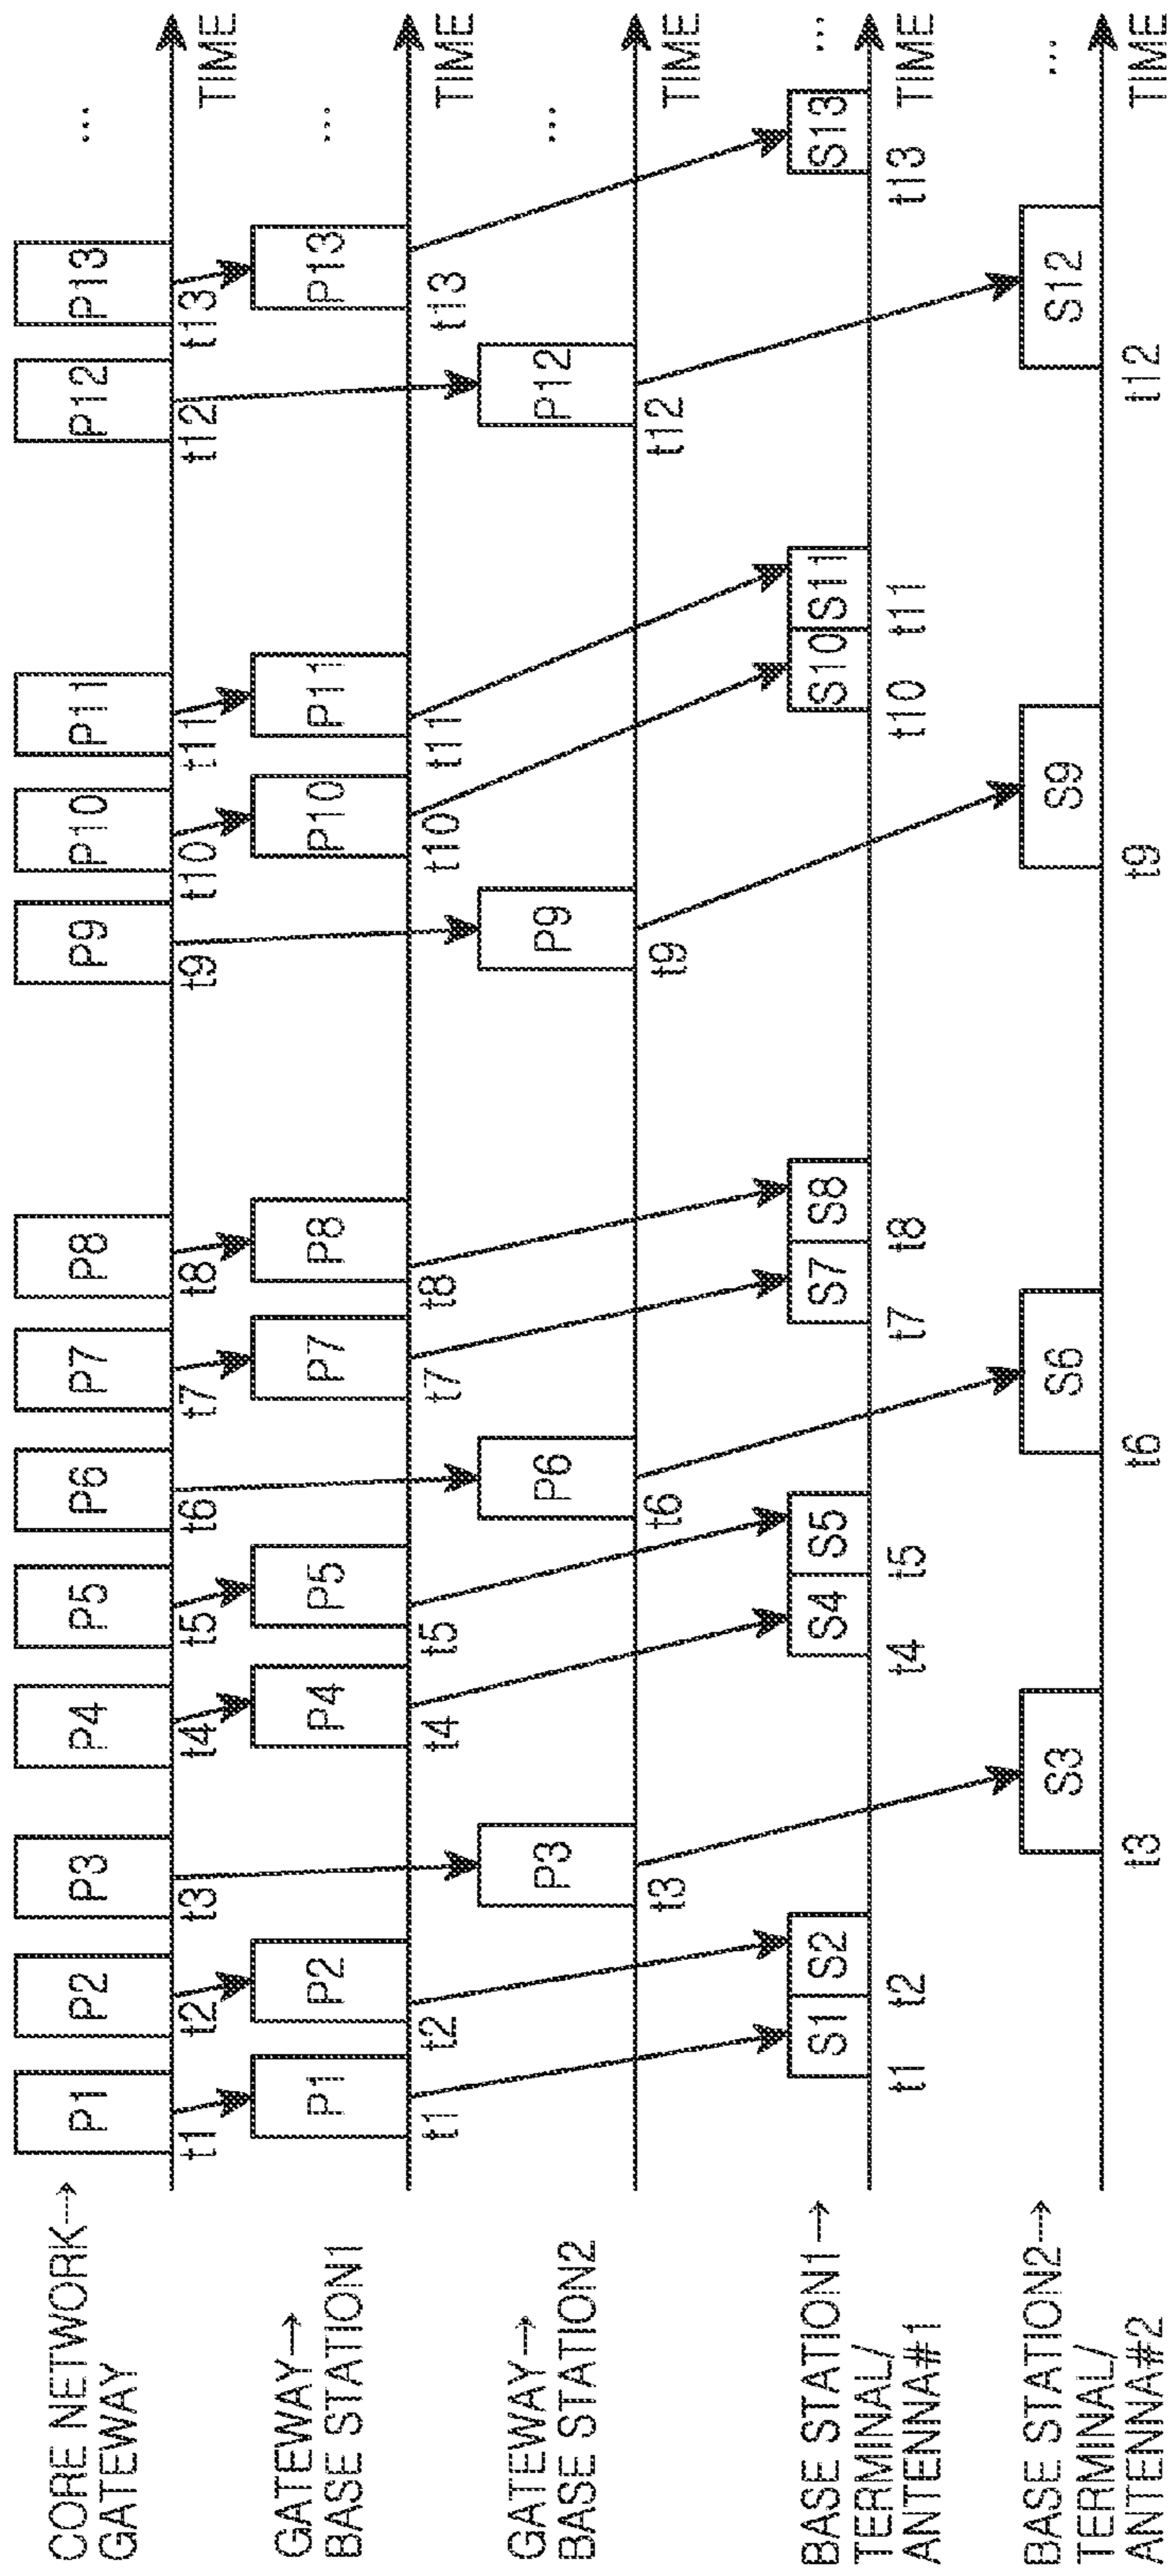 CORE NETWORK→
GATEWAY
P1 P2 P3 P4 P5 P6 P7 P8 P9 P10 P11 P12 P13 ...
t1 t2 t3 t4 t5 t6 t7 t8 t9 t10 t11 t12 t13 TIME
GATEWAY→
BASE STATION1
P1 P2 P4 P5 P7 P8 P10 P11 P13 ...
t1 t2 t4 t5 t7 t8 t10 t11 t13 TIME
GATEWAY→
BASE STATION2
P3 P6 P9 P12 ...
t3 t6 t9 t12 TIME
BASE STATION1→
TERMINAL/
ANTENNA#1
S1 S2 S4 S5 S7 S8 S10 S11 S13 ...
t1 t2 t4 t5 t7 t8 t10 t11 t13 TIME
BASE STATION2→
TERMINAL/
ANTENNA#2
S3 S6 S9 S12 ...
t3 t6 t9 t12 TIME